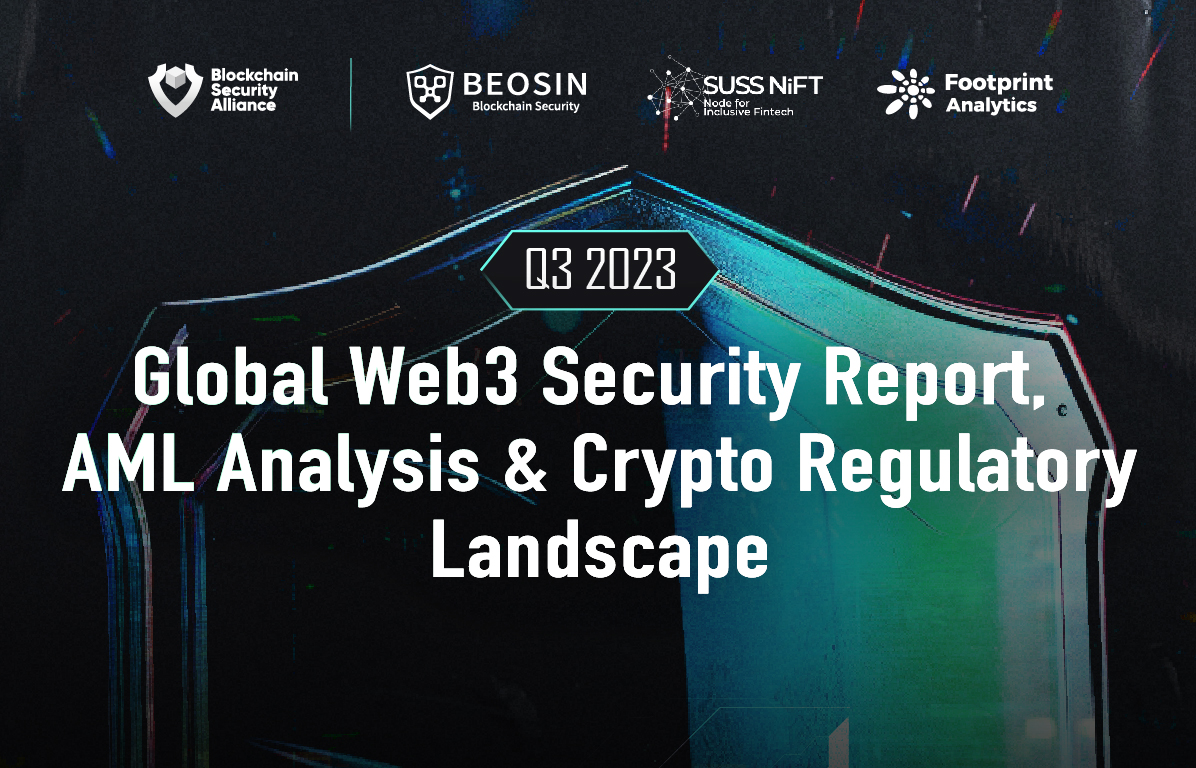 Blockchain
Security
Alliance
BEOSIN
Blockchain Security
SUSS NiFT
Node for
Inclusive Fintech
Footprint
Analytics
Q3 2023
Global Web3 Security Report,
AML Analysis & Crypto Regulatory
Landscape